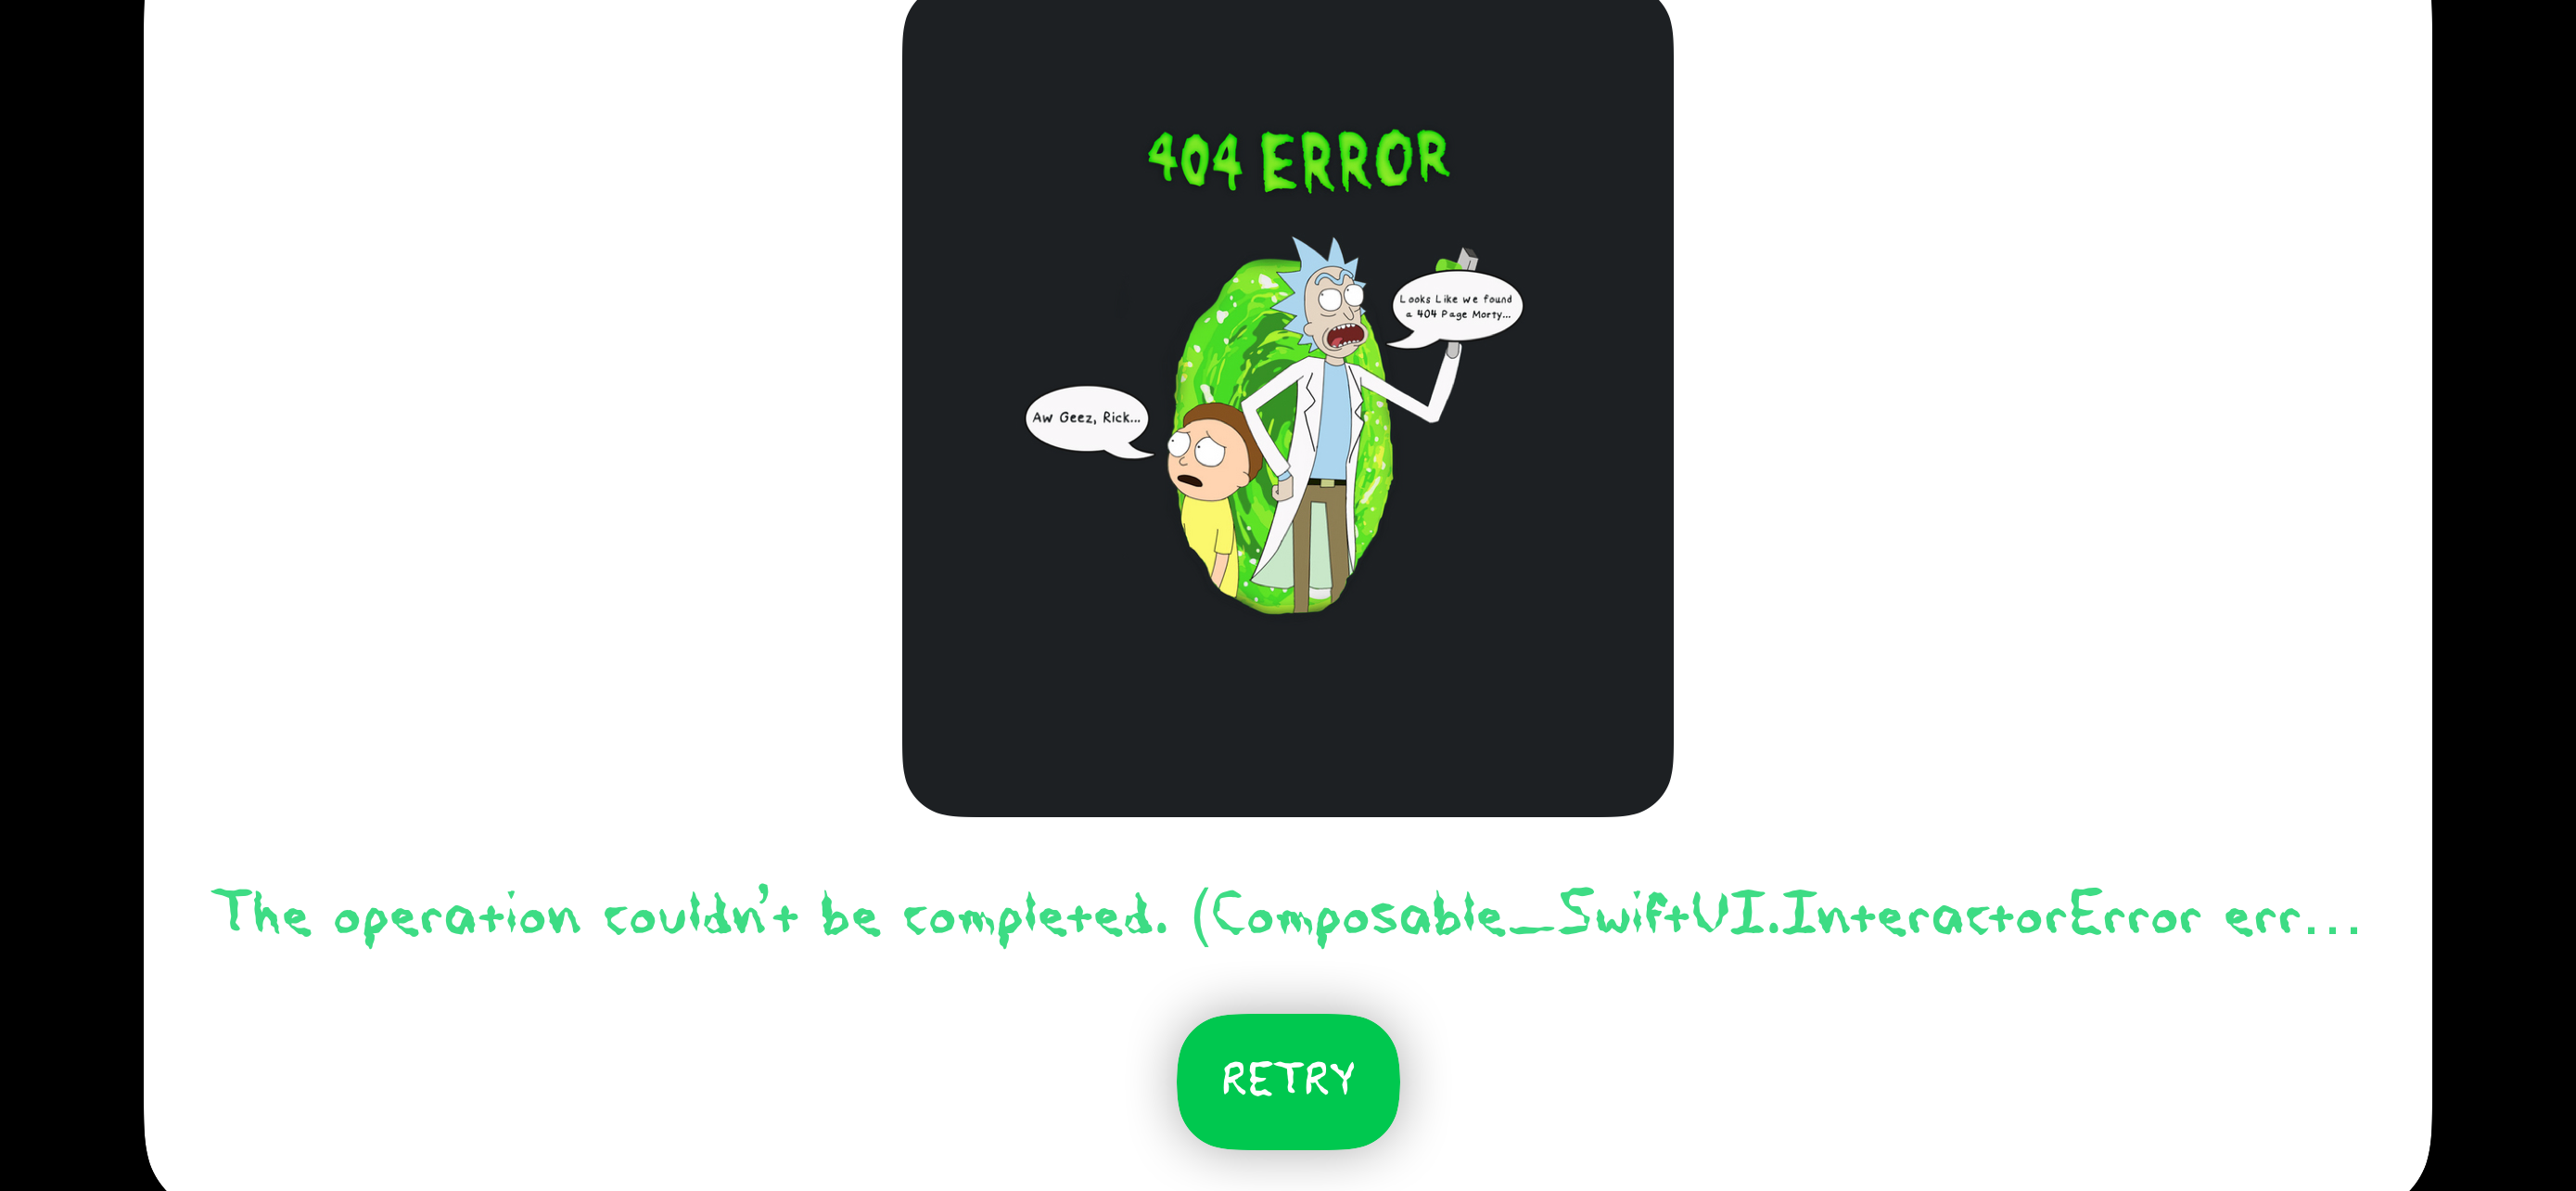 404 ERROR
Looks Like we found
a 404 Page Morty...
Aw Geez, Rick...
The operation couldn't be completed. (Composable_SwiftUI.InteractorError err...
RETRY